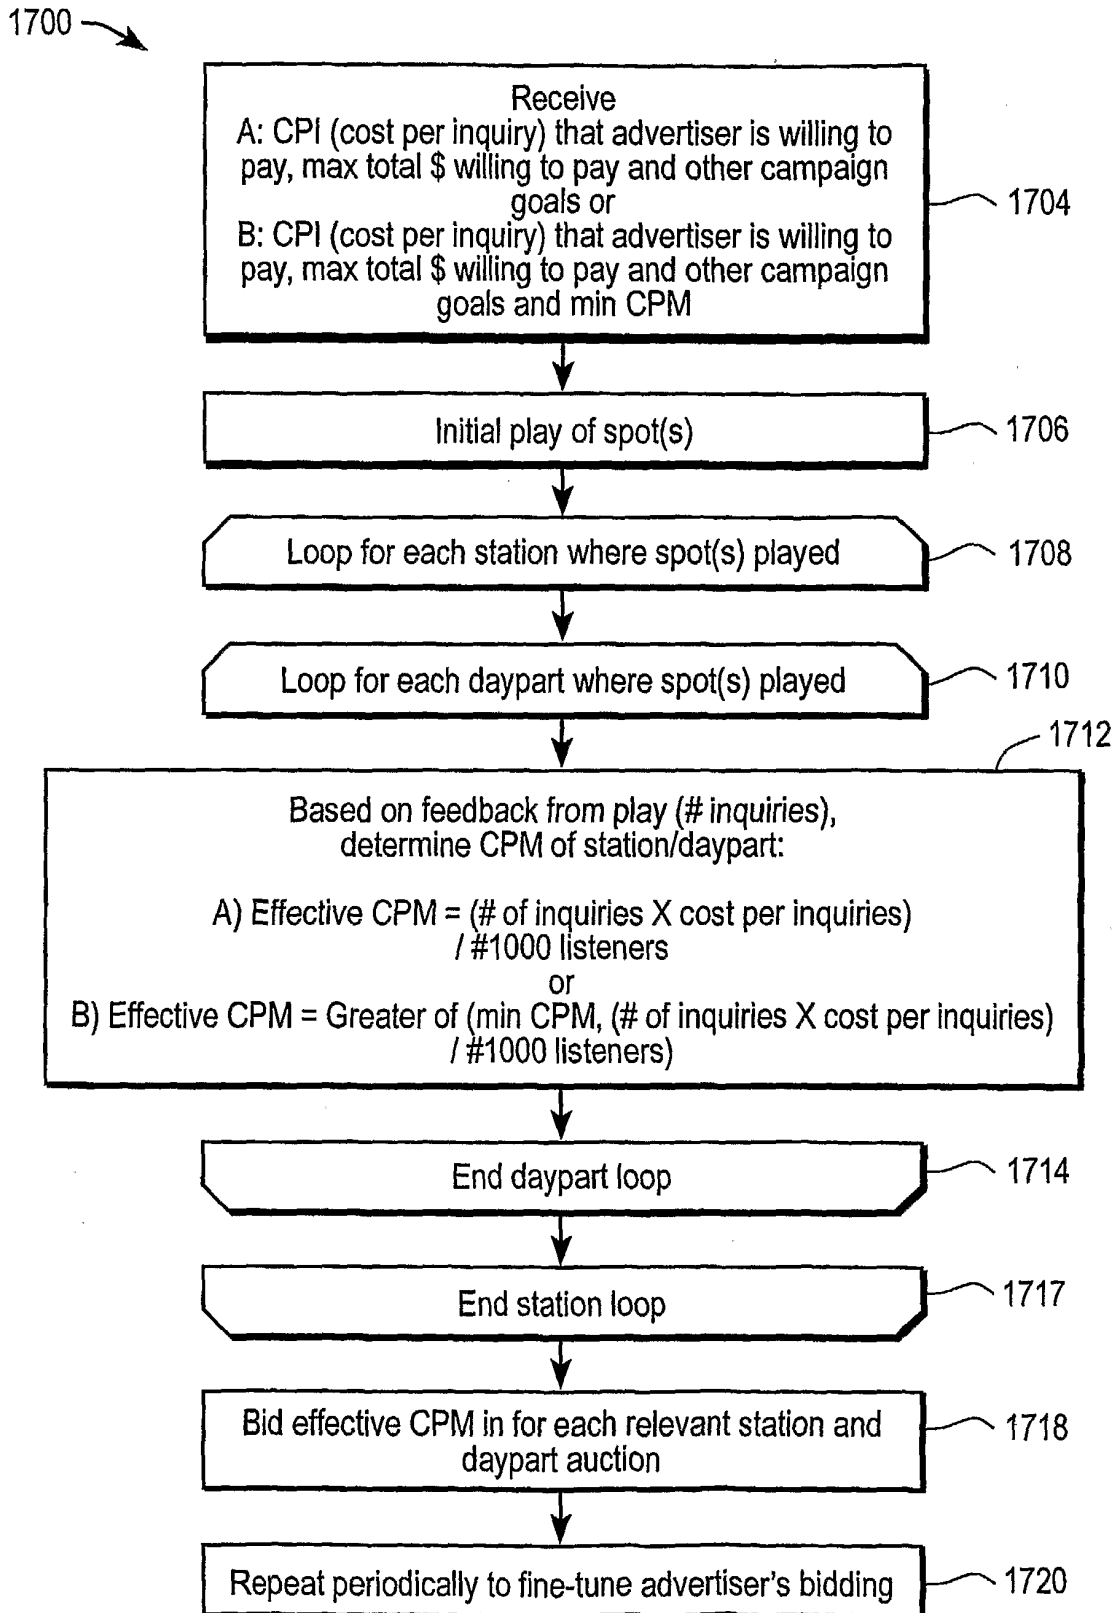 1700
Receive
A: CPI (cost per inquiry) that advertiser is willing to
pay, max total $ willing to pay and other campaign
goals or
B: CPI (cost per inquiry) that advertiser is willing to
pay, max total $ willing to pay and other campaign
goals and min CPM
1704
Initial play of spot(s)
1706
Loop for each station where spot(s) played
1708
Loop for each daypart where spot(s) played
1710
1712
Based on feedback from play (# inquiries),
determine CPM of station/daypart:
A) Effective CPM = (# of inquiries X cost per inquiries)
/ #1000 listeners
or
B) Effective CPM = Greater of (min CPM, (# of inquiries X cost per inquiries)
/ #1000 listeners)
End daypart loop
1714
End station loop
1717
Bid effective CPM in for each relevant station and
daypart auction
1718
Repeat periodically to fine-tune advertiser's bidding
1720